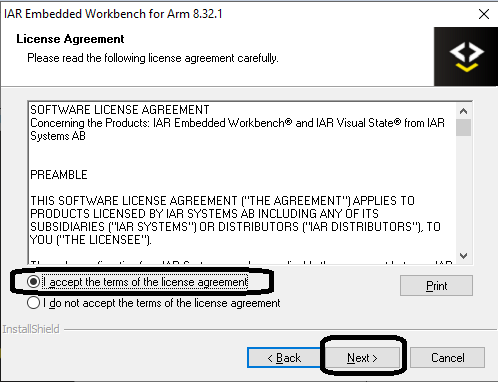 IAR Embedded Workbench for Arm 8.32.1
License Agreement
Please read the following license agreement carefully.
SOFTWARE LICENSE AGREEMENT
Concerning the Products: IAR Embedded Workbench® and IAR Visual State® from IAR
Systems AB
PREAMBLE
THIS SOFTWARE LICENSE AGREEMENT ("THE AGREEMENT") APPLIES TO
PRODUCTS LICENSED BY IAR SYSTEMS AB INCLUDING ANY OF ITS
SUBSIDIARIES ("IAR SYSTEMS") OR DISTRIBUTORS ("IAR DISTRIBUTORS"), TO
YOU ("THE LICENSEE").
I accept the terms of the license agreement
Print
I do not accept the terms of the license agreement
InstallShield
< Back
Next >
Cancel